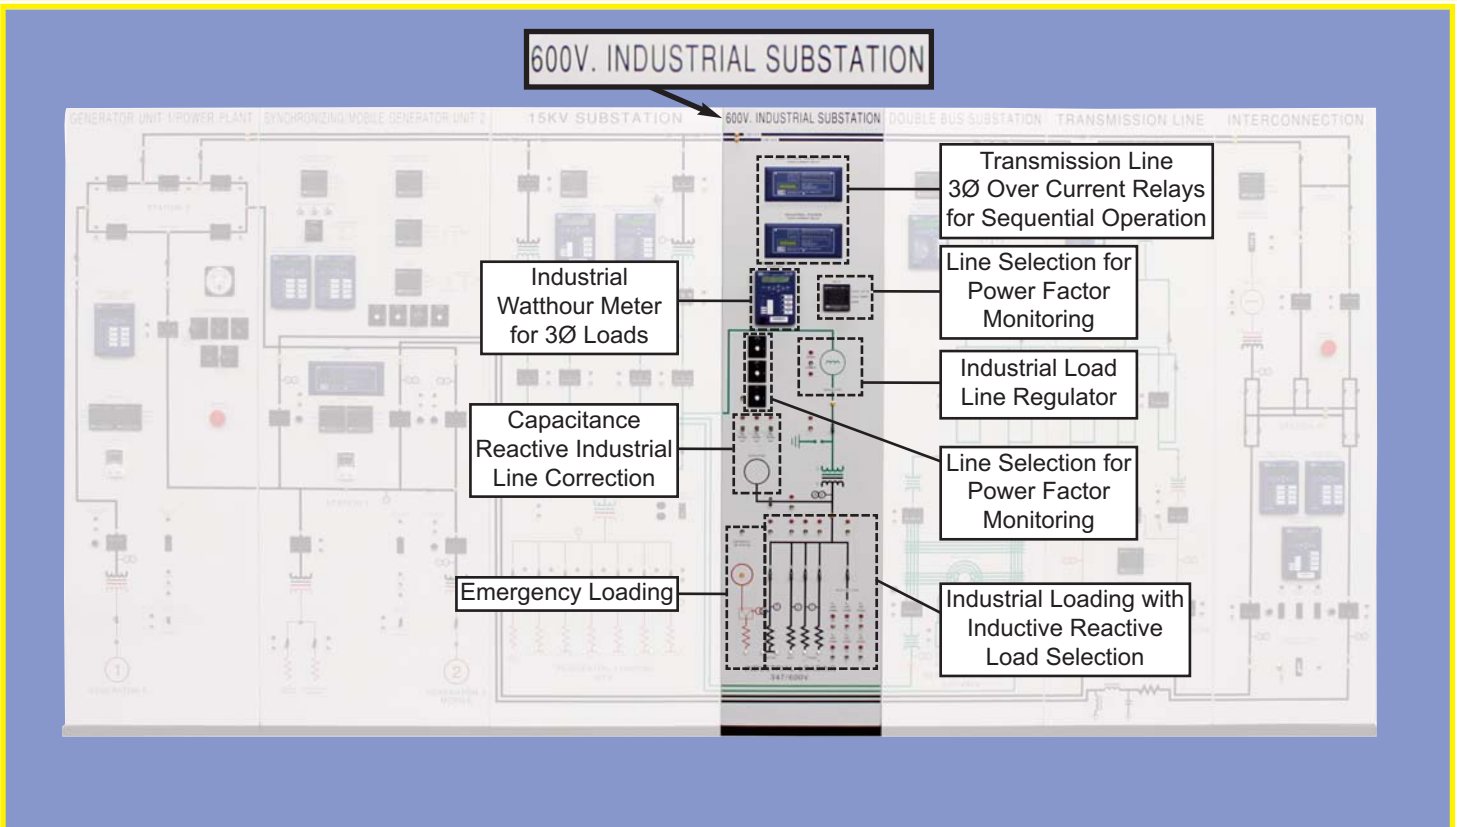 600V. INDUSTRIAL SUBSTATION
GENERATOR UNIT 1/POWER PLANT
SYNCHRONIZING/MOBILE GENERATOR UNIT 2
15KV SUBSTATION
600V. INDUSTRIAL SUBSTATION
DOUBLE BUS SUBSTATION
TRANSMISSION LINE
INTERCONNECTION
Transmission Line
3Ø Over Current Relays
for Sequential Operation
Industrial
Watthour Meter
for 3Ø Loads
Line Selection for
Power Factor
Monitoring
Industrial Load
Line Regulator
Capacitance
Reactive Industrial
Line Correction
Line Selection for
Power Factor
Monitoring
Emergency Loading
Industrial Loading with
Inductive Reactive
Load Selection
1
2
347/600V